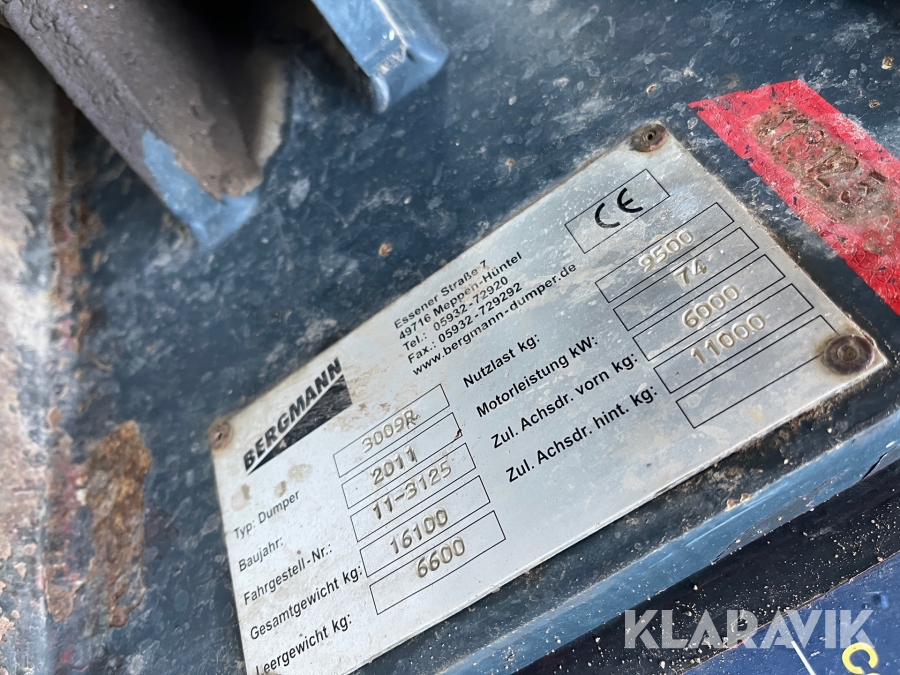 BERGMANN
Essener Straße 7
49716 Meppen-Hüntel
Tel.: 05932-72920
Fax.: 05932-729292
www.bergmann-dumper.de
CE
Typ: Dumper 3009R
Baujahr: 2011
Fahrgestell-Nr.: 11-3125
Gesamtgewicht kg: 16100
Leergewicht kg: 6600
Nutzlast kg: 9500
Motorleistung kW: 74
Zul. Achsdr. vorn kg: 6000
Zul. Achsdr. hint. kg: 11000
KLARAVIK